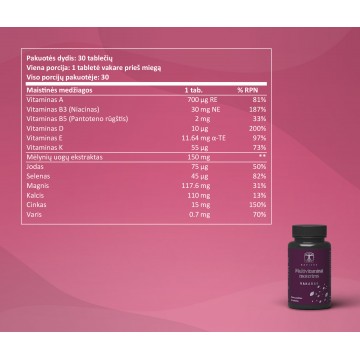 Pakuotės dydis: 30 tablečių
Viena porcija: 1 tabletė vakare prieš miegą
Viso porcijų pakuotėje: 30
Maistinės medžiagos 1 tab. % RPN
Vitaminas A 700 µg RE 81%
Vitaminas B3 (Niacinas) 30 mg NE 187%
Vitaminas B5 (Pantoteno rūgštis) 2 mg 33%
Vitaminas D 10 µg 200%
Vitaminas E 11.64 mg α-TE 97%
Vitaminas K 55 µg 73%
Mėlynių uogų ekstraktas 150 mg **
Jodas 75 µg 50%
Selenas 45 µg 82%
Magnis 117.6 mg 31%
Kalcis 110 mg 13%
Cinkas 15 mg 150%
Varis 0.7 mg 70%
Multivitaminai
moterims